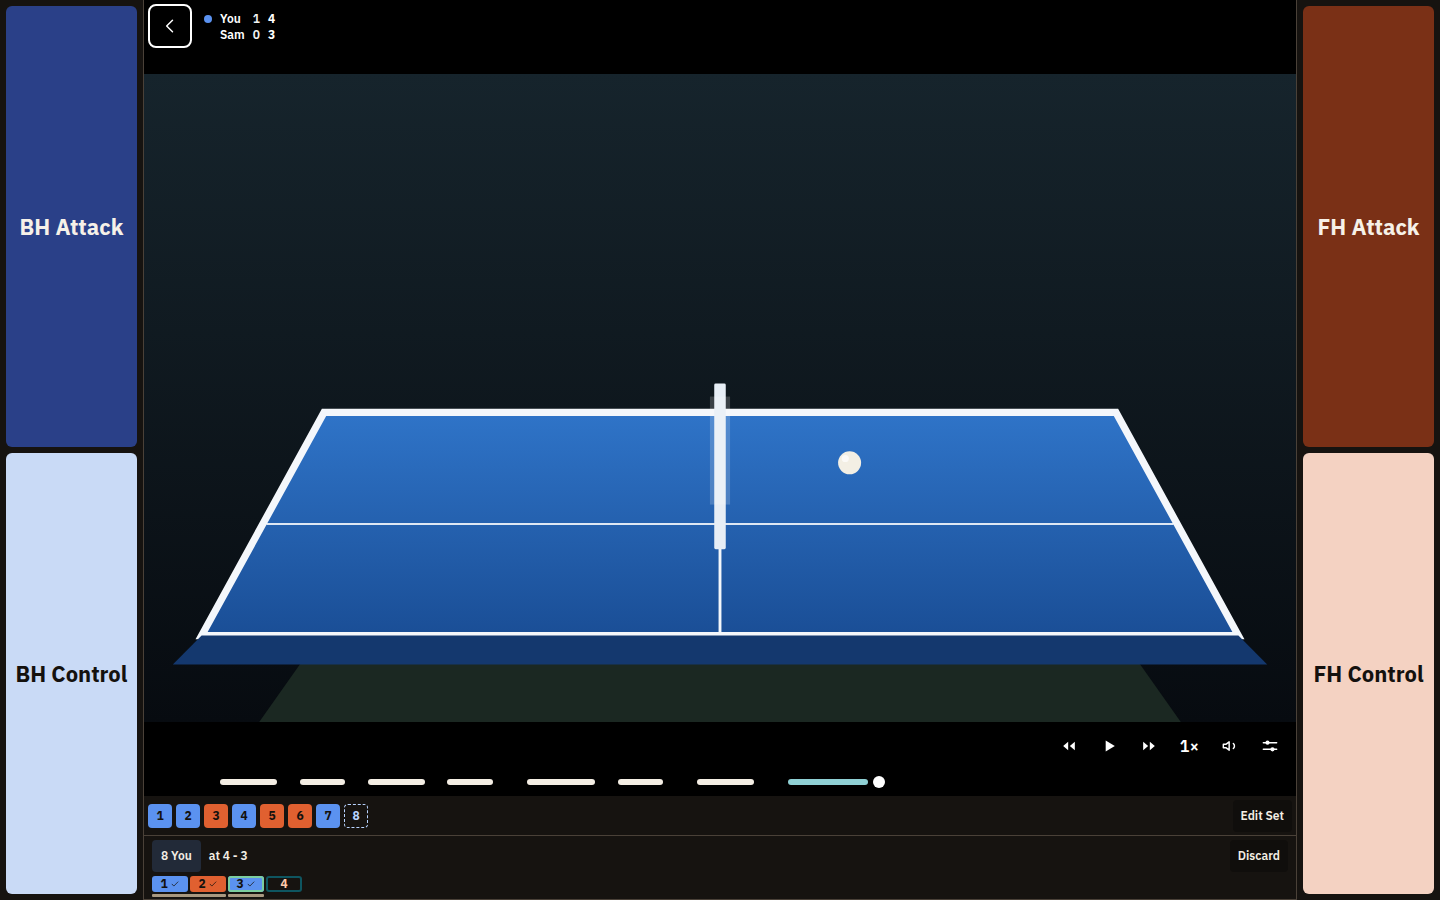 You 1 4
Sam 0 3
BH Attack
FH Attack
BH Control
FH Control
1×
1 2 3 4 5 6 7 8
Edit Set
8 You at 4 - 3
Discard
1 2 3 4